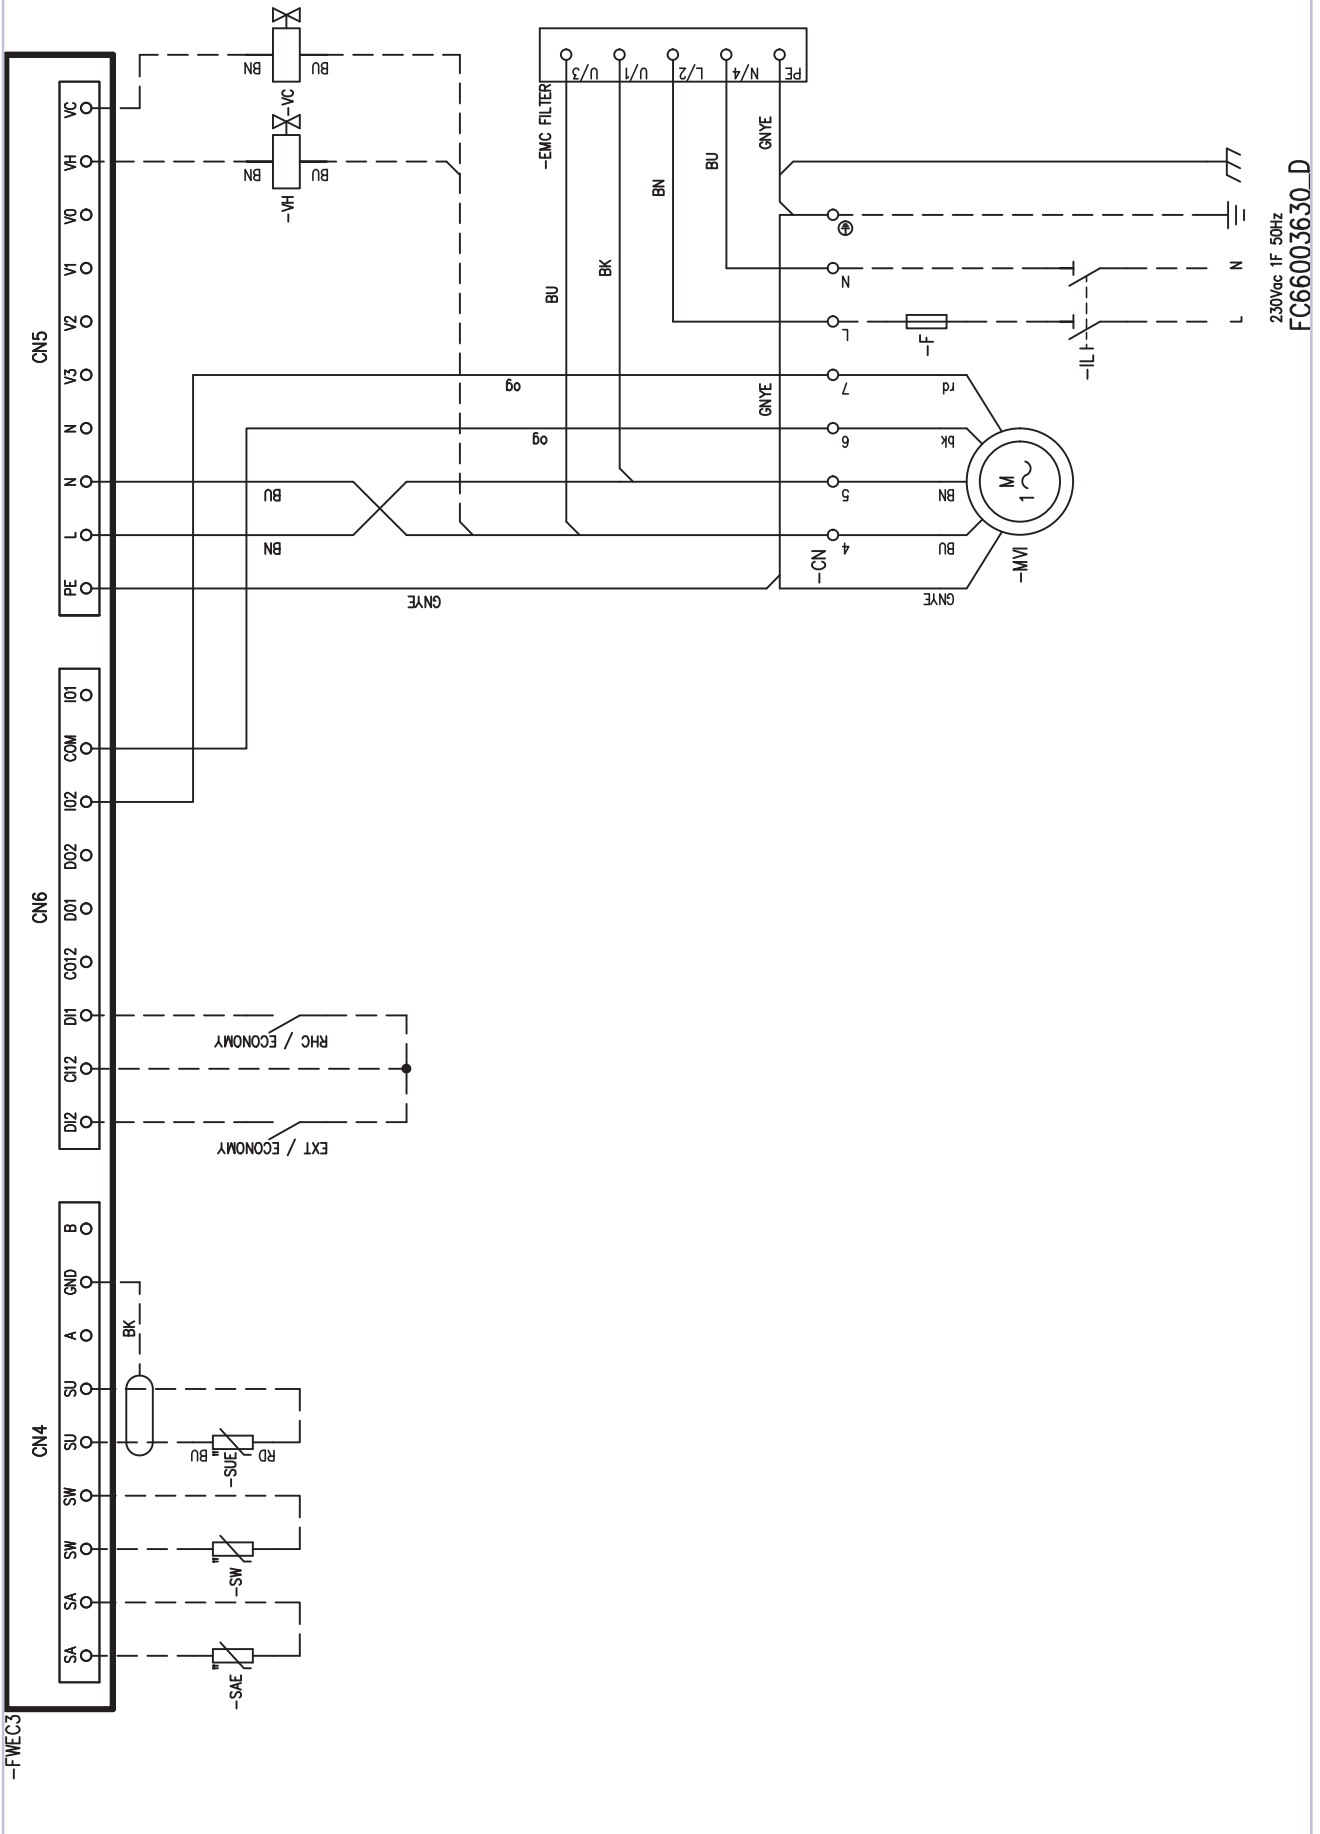 -FWEC3
CN5
VC
VH
V0
V1
V2
V3
N
N
L
PE
CN6
IO1
COM
IO2
DO2
DO1
CO12
DI1
CI12
DI2
CN4
B
GND
A
SU
SU
SW
SW
SA
SA
BN
BU
-VC
BN
BU
-VH
-EMC FILTER
U/3
U/1
L/2
N/4
PE
BU
BK
BN
BU
GNYE
GNYE
og
og
BU
BN
GNYE
-CN
N
L
7
6
5
4
-F
-IL
rd
bk
BN
BU
GNYE
M
1
-MVI
N
L
230Vac 1F 50Hz
FC66003630_D
RHC / ECONOMY
EXT / ECONOMY
BK
BU
RD
-SUE
-SW
-SAE